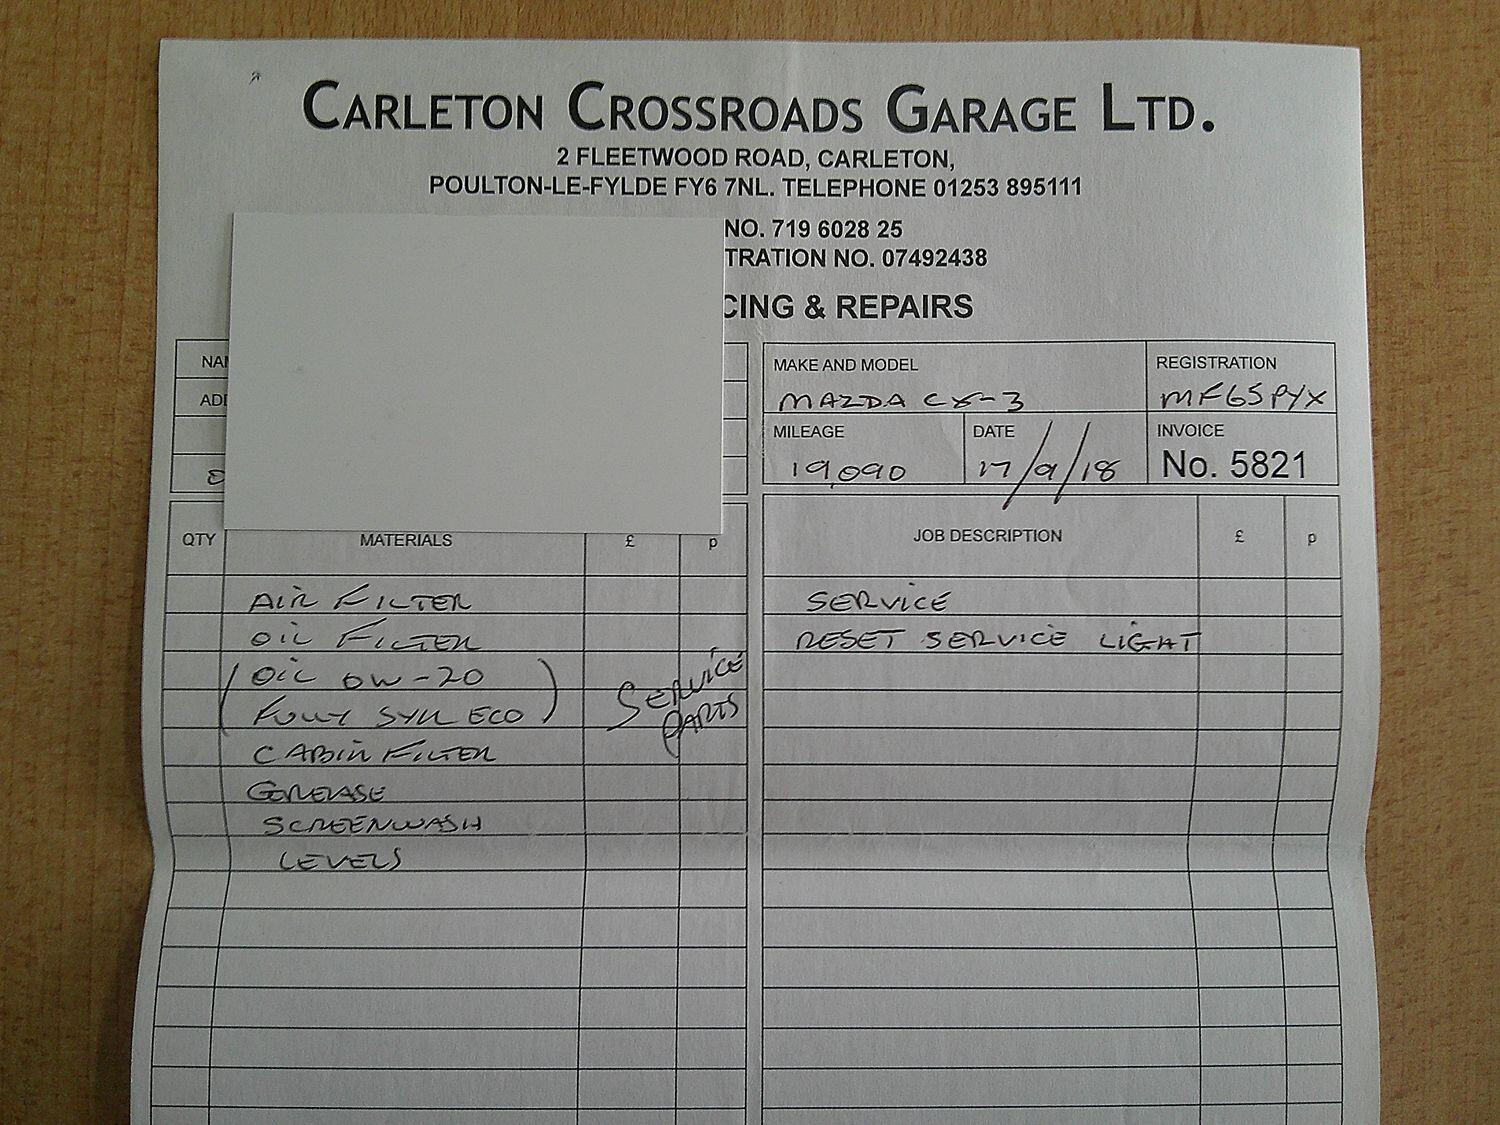 CARLETON CROSSROADS GARAGE LTD.
2 FLEETWOOD ROAD, CARLETON,
POULTON-LE-FYLDE FY6 7NL. TELEPHONE 01253 895111
NO. 719 6028 25
TRATION NO. 07492438
CING & REPAIRS
NA
ADD
MAKE AND MODEL
MAZDA CX-3
REGISTRATION
MF65PYX
MILEAGE
19,090
DATE
17/9/18
INVOICE
No. 5821
QTY MATERIALS £ p
AIR FILTER
OIL FILTER
(OIL 0W-20
FULLY SYN ECO)
SERVICE
PARTS
CABIN FILTER
GREASE
SCREENWASH
LEVELS
JOB DESCRIPTION £ p
SERVICE
RESET SERVICE LIGHT